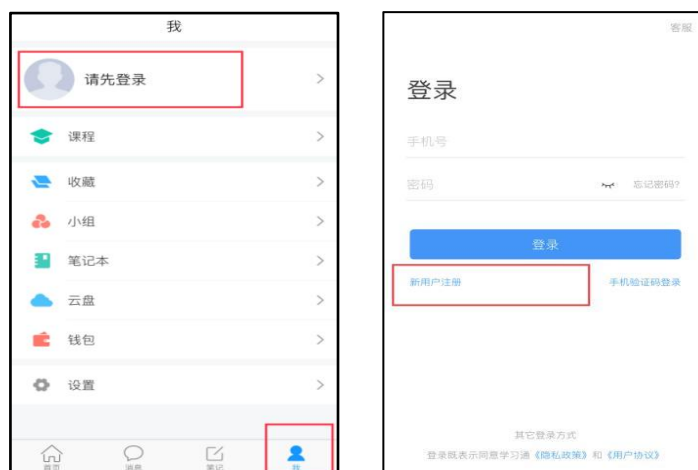 我
请先登录
课程
收藏
小组
笔记本
云盘
钱包
设置
首页
消息
笔记
我
客服
登录
手机号
密码
忘记密码?
登录
新用户注册
手机验证码登录
其它登录方式
登录既表示同意学习通《隐私政策》和《用户协议》